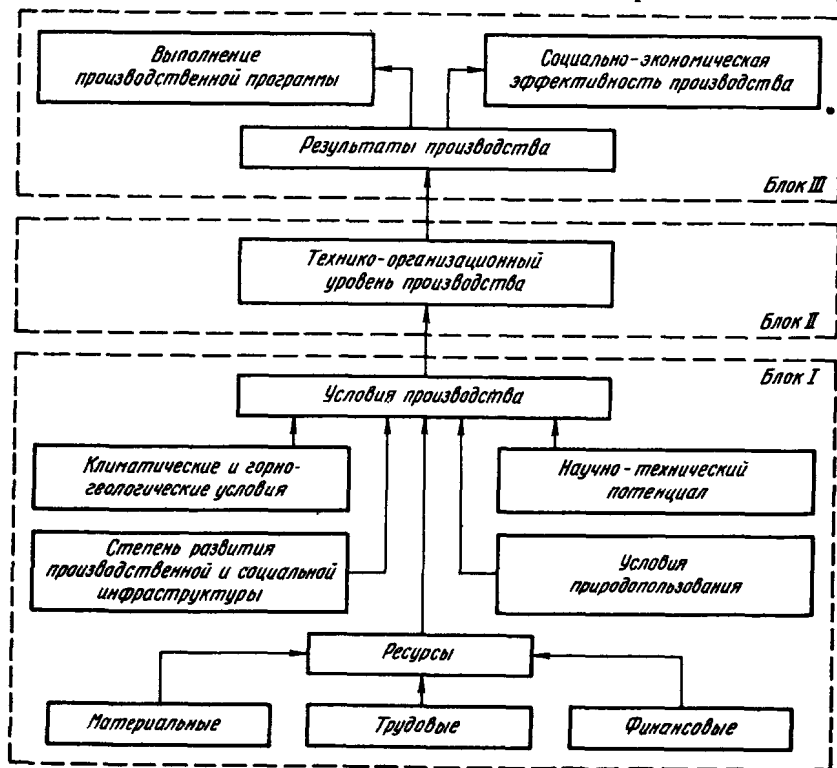 Выполнение
производственной программы
Социально-экономическая
эффективность производства
Результаты производства
Блок III
Технико-организационный
уровень производства
Блок II
Блок I
Условия производства
Климатические и горно-
геологические условия
Научно-технический
потенциал
Степень развития
производственной и социальной
инфраструктуры
Условия
природопользования
Ресурсы
Материальные
Трудовые
Финансовые